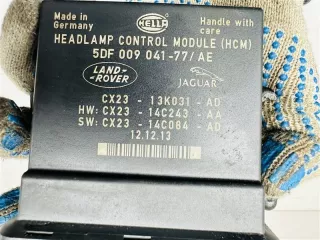 Made in Germany
HELLA
Handle with care
HEADLAMP CONTROL MODULE (HCM)
5DF 009 041-77/AE
LAND ROVER
JAGUAR
CX23 - 13K031 - AD
HW: CX23 - 14C243 - AA
SW: CX23 - 14C084 - AD
12.12.13